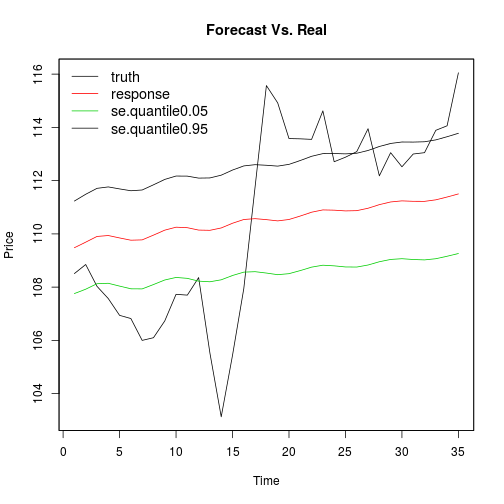 Forecast Vs. Real
truth
response
se.quantile0.05
se.quantile0.95
Price
116
114
112
110
108
106
104
0 5 10 15 20 25 30 35
Time